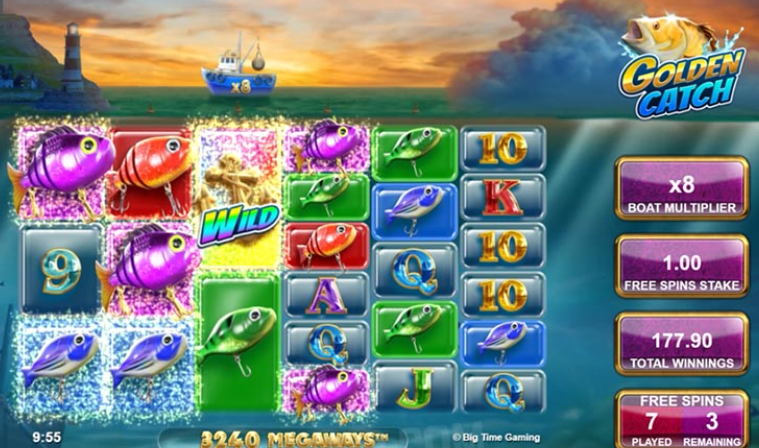 x8
GOLDEN
CATCH
10
K
WILD
x8
BOAT MULTIPLIER
9
Q
10
1.00
FREE SPINS STAKE
A
10
Q
177.90
TOTAL WINNINGS
J
Q
FREE SPINS
7 3
PLAYED REMAINING
9:55
3240 MEGAWAYS™
© Big Time Gaming